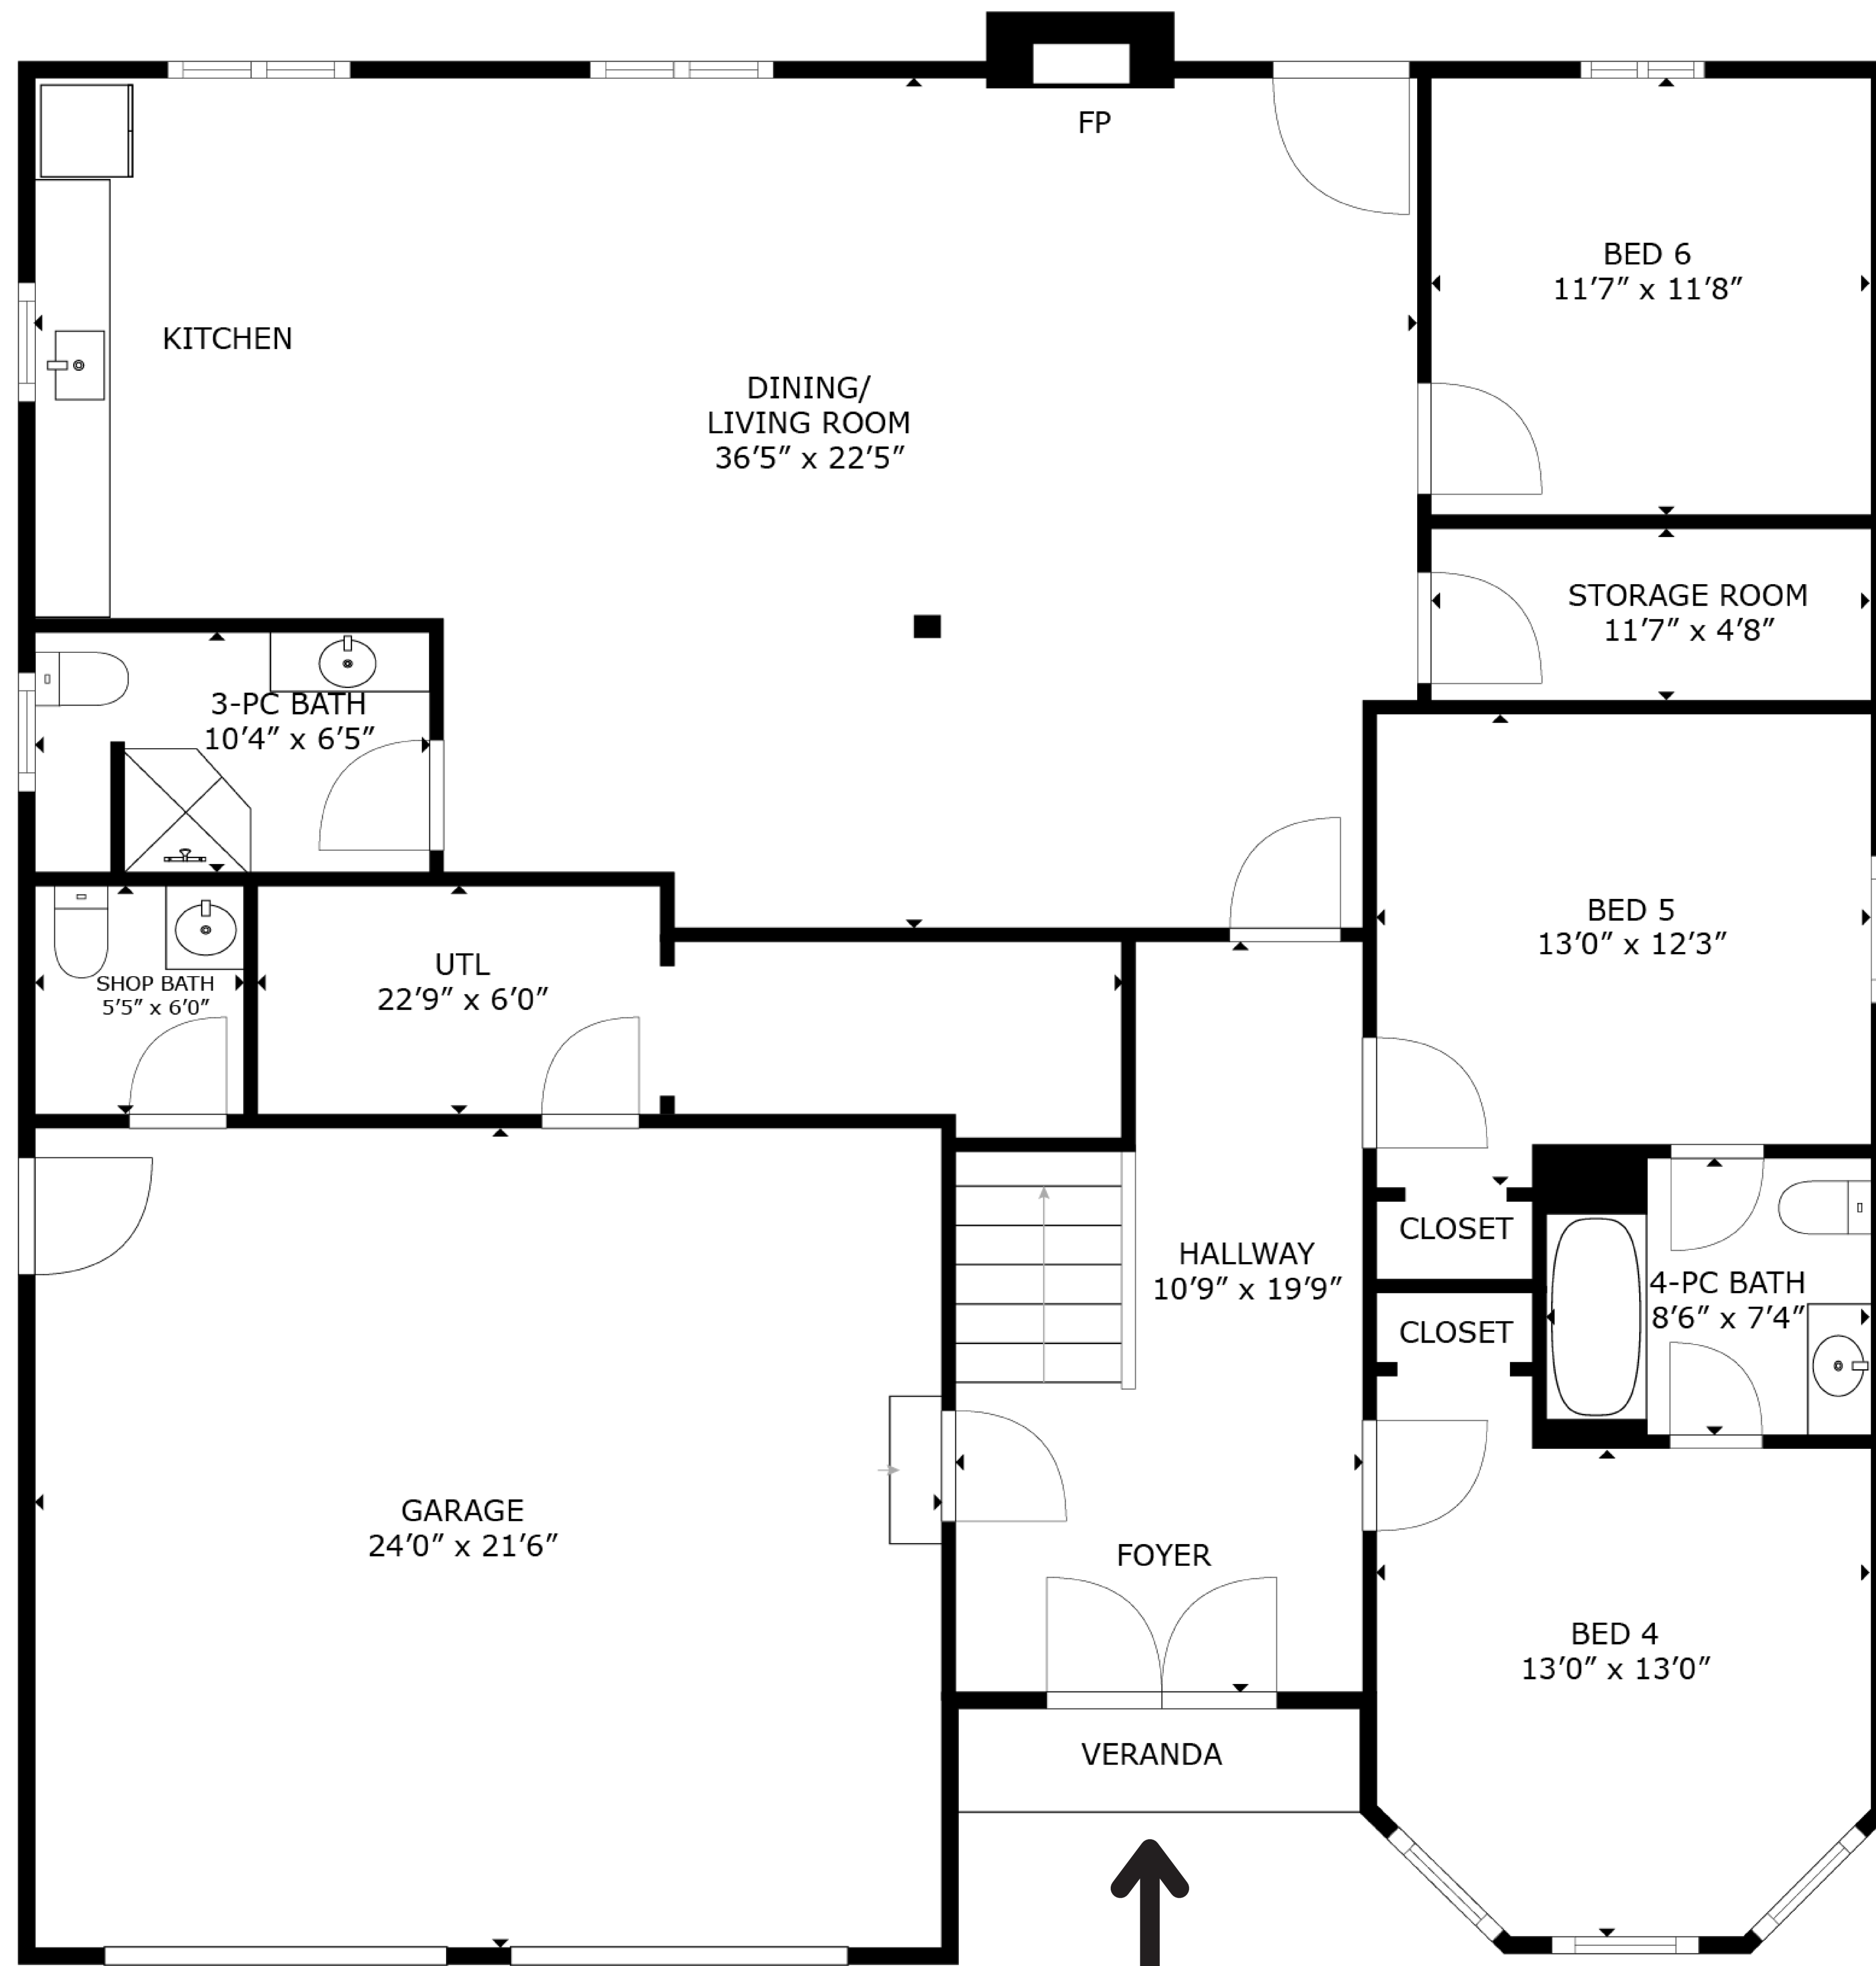 FP
BED 6
11′7″ x 11′8″
KITCHEN
DINING/
LIVING ROOM
36′5″ x 22′5″
STORAGE ROOM
11′7″ x 4′8″
3-PC BATH
10′4″ x 6′5″
BED 5
13′0″ x 12′3″
UTL
22′9″ x 6′0″
SHOP BATH
5′5″ x 6′0″
CLOSET
HALLWAY
10′9″ x 19′9″
4-PC BATH
8′6″ x 7′4″
CLOSET
GARAGE
24′0″ x 21′6″
FOYER
BED 4
13′0″ x 13′0″
VERANDA